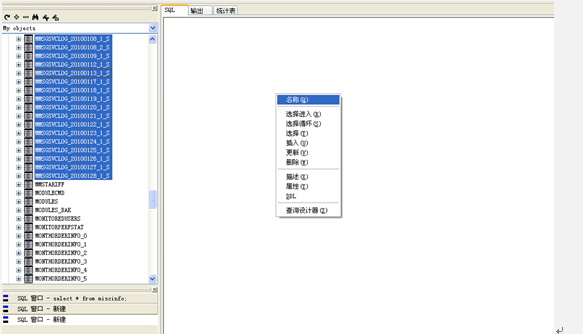 SQL 输出 统计表
My objects
MMSGSVCLOG_20100108_1_S
MMSGSVCLOG_20100108_2_S
MMSGSVCLOG_20100109_1_S
MMSGSVCLOG_20100112_1_S
MMSGSVCLOG_20100113_1_S
MMSGSVCLOG_20100117_1_S
MMSGSVCLOG_20100118_1_S
MMSGSVCLOG_20100119_1_S
MMSGSVCLOG_20100120_1_S
MMSGSVCLOG_20100121_1_S
MMSGSVCLOG_20100122_1_S
MMSGSVCLOG_20100123_1_S
MMSGSVCLOG_20100124_1_S
MMSGSVCLOG_20100125_1_S
MMSGSVCLOG_20100126_1_S
MMSGSVCLOG_20100127_1_S
MMSGSVCLOG_20100128_1_S
MMSTARIFF
MODULECMD
MODULES
MODULES_BAK
MONITOREDUSERS
MONITORPERFSTAT
MONTHORDERINFO_0
MONTHORDERINFO_1
MONTHORDERINFO_2
MONTHORDERINFO_3
MONTHORDERINFO_4
MONTHORDERINFO_5
名称(Q)
选择进入(R)
选择循环(S)
选择(T)
插入(U)
更新(V)
删除(W)
描述(X)
属性(Y)
DDL
查询设计器(Z)
SQL 窗口 - select * from miscinfo;
SQL 窗口 - 新建
SQL 窗口 - 新建